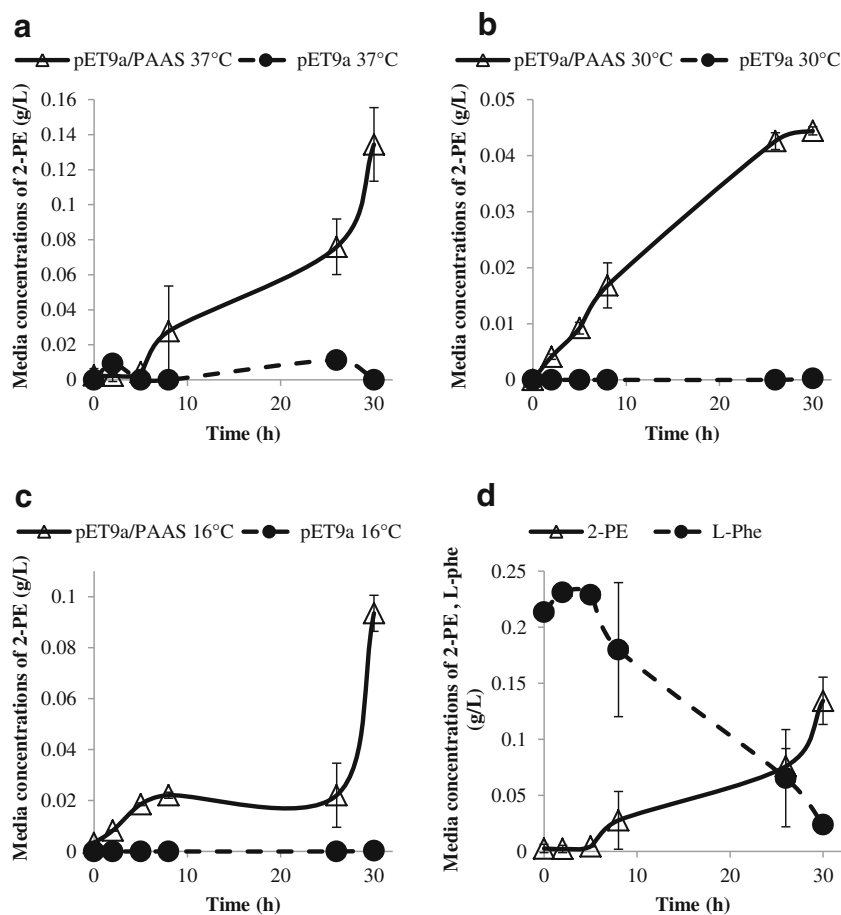 a
pET9a/PAAS 37°C pET9a 37°C
Media concentrations of 2-PE (g/L)
0.16
0.14
0.12
0.1
0.08
0.06
0.04
0.02
0
0 10 20 30
Time (h)
b
pET9a/PAAS 30°C pET9a 30°C
Media concentrations of 2-PE (g/L)
0.05
0.04
0.03
0.02
0.01
0
0 10 20 30
Time (h)
c
pET9a/PAAS 16°C pET9a 16°C
Media concentrations of 2-PE (g/L)
0.1
0.08
0.06
0.04
0.02
0
0 10 20 30
Time (h)
d
2-PE L-Phe
Media concentrations of 2-PE , L-phe
(g/L)
0.25
0.2
0.15
0.1
0.05
0
0 10 20 30
Time (h)